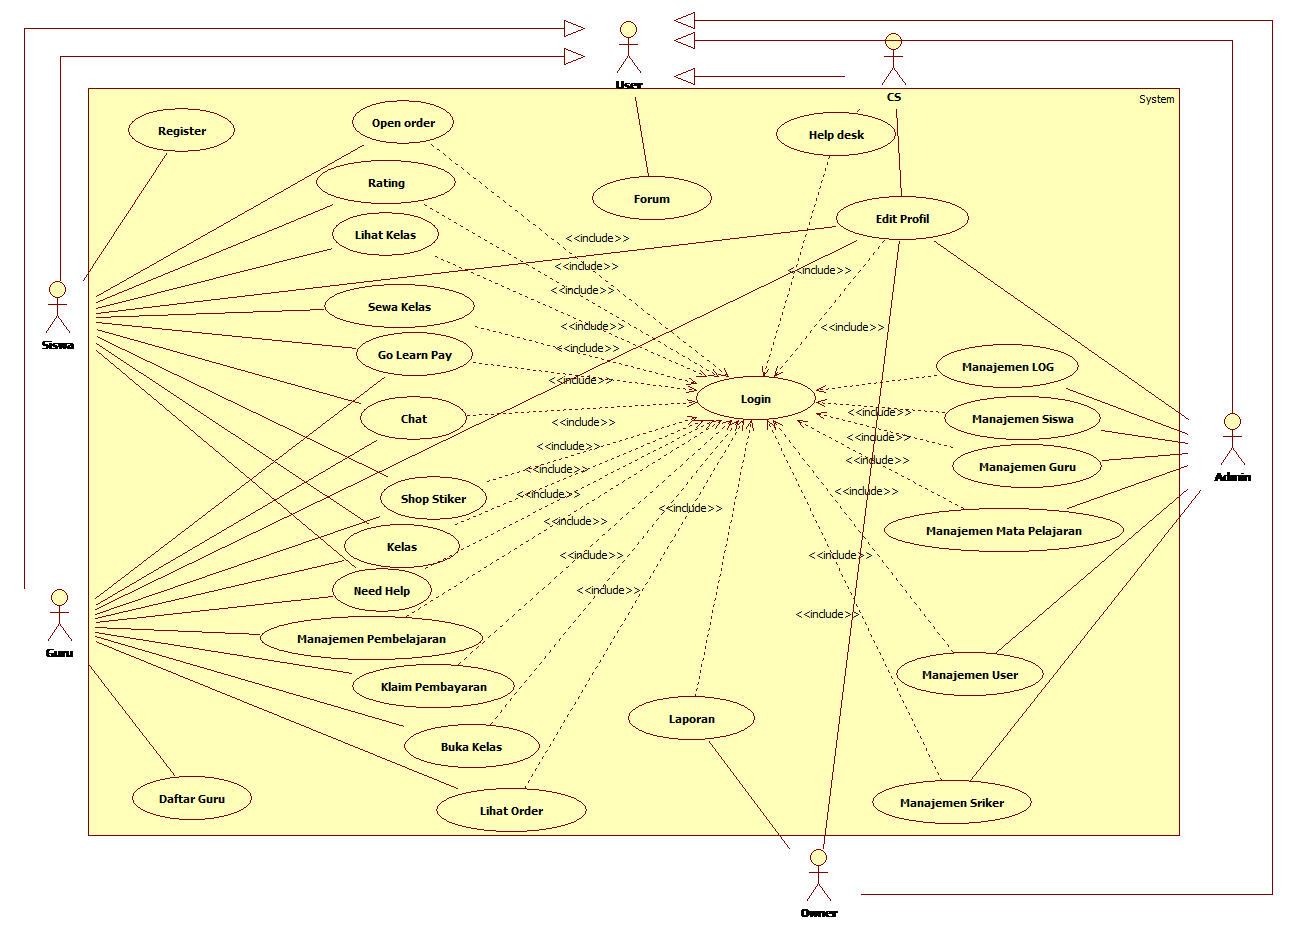 User
CS
System
Open order
Register
Help desk
Rating
Forum
Edit Profil
Lihat Kelas
<<include>>
<<include>>
<<include>>
<<include>>
Sewa Kelas
<<include>>
<<include>>
Siswa
<<include>>
Go Learn Pay
Manajemen LOG
<<include>>
Login
<<include>>
Chat
<<include>>
Manajemen Siswa
<<include>>
<<include>>
<<include>>
Manajemen Guru
<<include>>
Admin
<<include>>
<<include>>
Shop Stiker
<<include>>
<<include>>
Manajemen Mata Pelajaran
Kelas
<<include>>
<<include>>
Need Help
<<include>>
<<include>>
Manajemen Pembelajaran
Guru
Manajemen User
Klaim Pembayaran
Laporan
Buka Kelas
Daftar Guru
Manajemen Sriker
Lihat Order
Owner